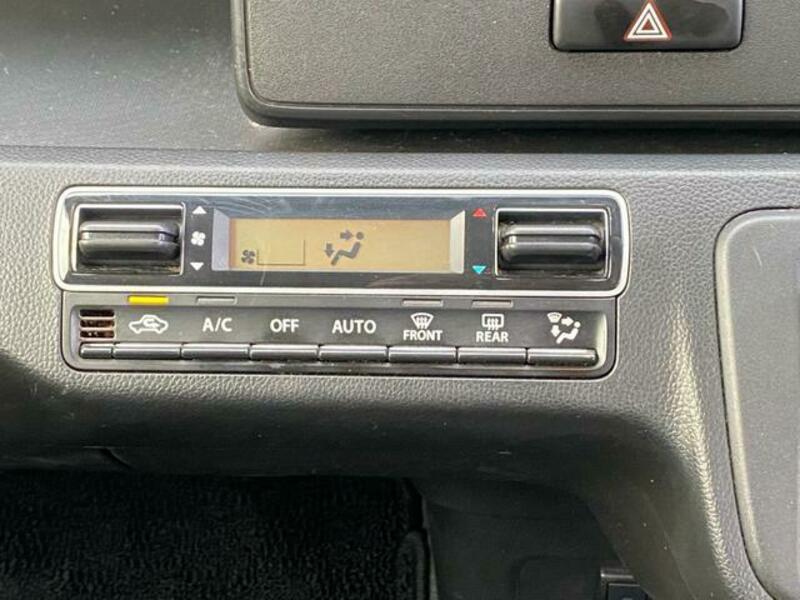 A/C OFF AUTO FRONT REAR